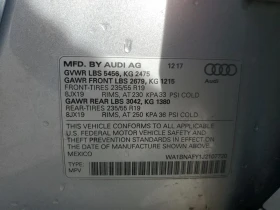 MFD. BY AUDI AG 12 17
GVWR LBS 5456, KG 2475
GAWR FRONT LBS 2679, KG 1215
FRONT TIRES: 235/55 R19
8JX19 RIMS, AT 230 KPA/33 PSI COLD
GAWR REAR LBS 3042, KG 1380
REAR TIRES: 235/55 R19
8JX19 RIMS, AT 250 KPA/36 PSI COLD
THIS VEHICLE CONFORMS TO ALL APPLICABLE
U.S. FEDERAL MOTOR VEHICLE SAFETY, BUMPER
AND THEFT PREVENTION STANDARDS
IN EFFECT ON THE DATE OF MANUFACTURE
MEXICO
TYPE
MPV